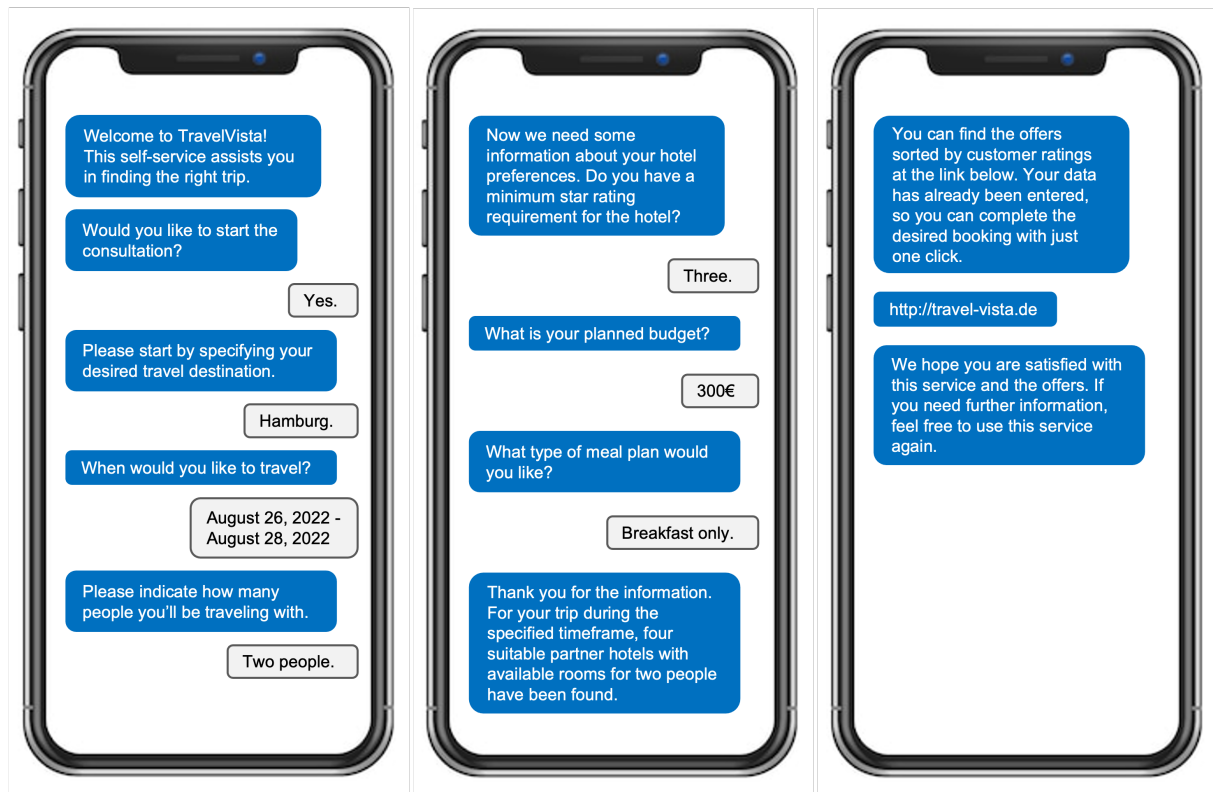 Welcome to TravelVista!
This self-service assists you
in finding the right trip.
Would you like to start the
consultation?
Yes.
Please start by specifying your
desired travel destination.
Hamburg.
When would you like to travel?
August 26, 2022 -
August 28, 2022
Please indicate how many
people you’ll be traveling with.
Two people.
Now we need some
information about your hotel
preferences. Do you have a
minimum star rating
requirement for the hotel?
Three.
What is your planned budget?
300€
What type of meal plan would
you like?
Breakfast only.
Thank you for the information.
For your trip during the
specified timeframe, four
suitable partner hotels with
available rooms for two people
have been found.
You can find the offers
sorted by customer ratings
at the link below. Your data
has already been entered,
so you can complete the
desired booking with just
one click.
http://travel-vista.de
We hope you are satisfied with
this service and the offers. If
you need further information,
feel free to use this service
again.